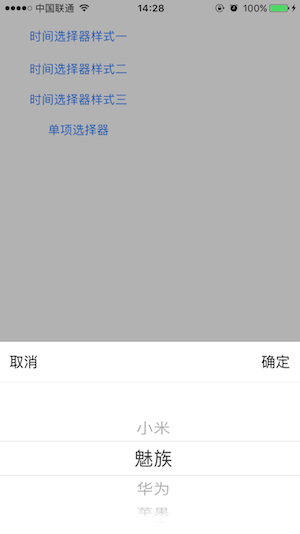 中国联通 14:28 100%
时间选择器样式一
时间选择器样式二
时间选择器样式三
单项选择器
取消 确定
小米
魅族
华为
苹果